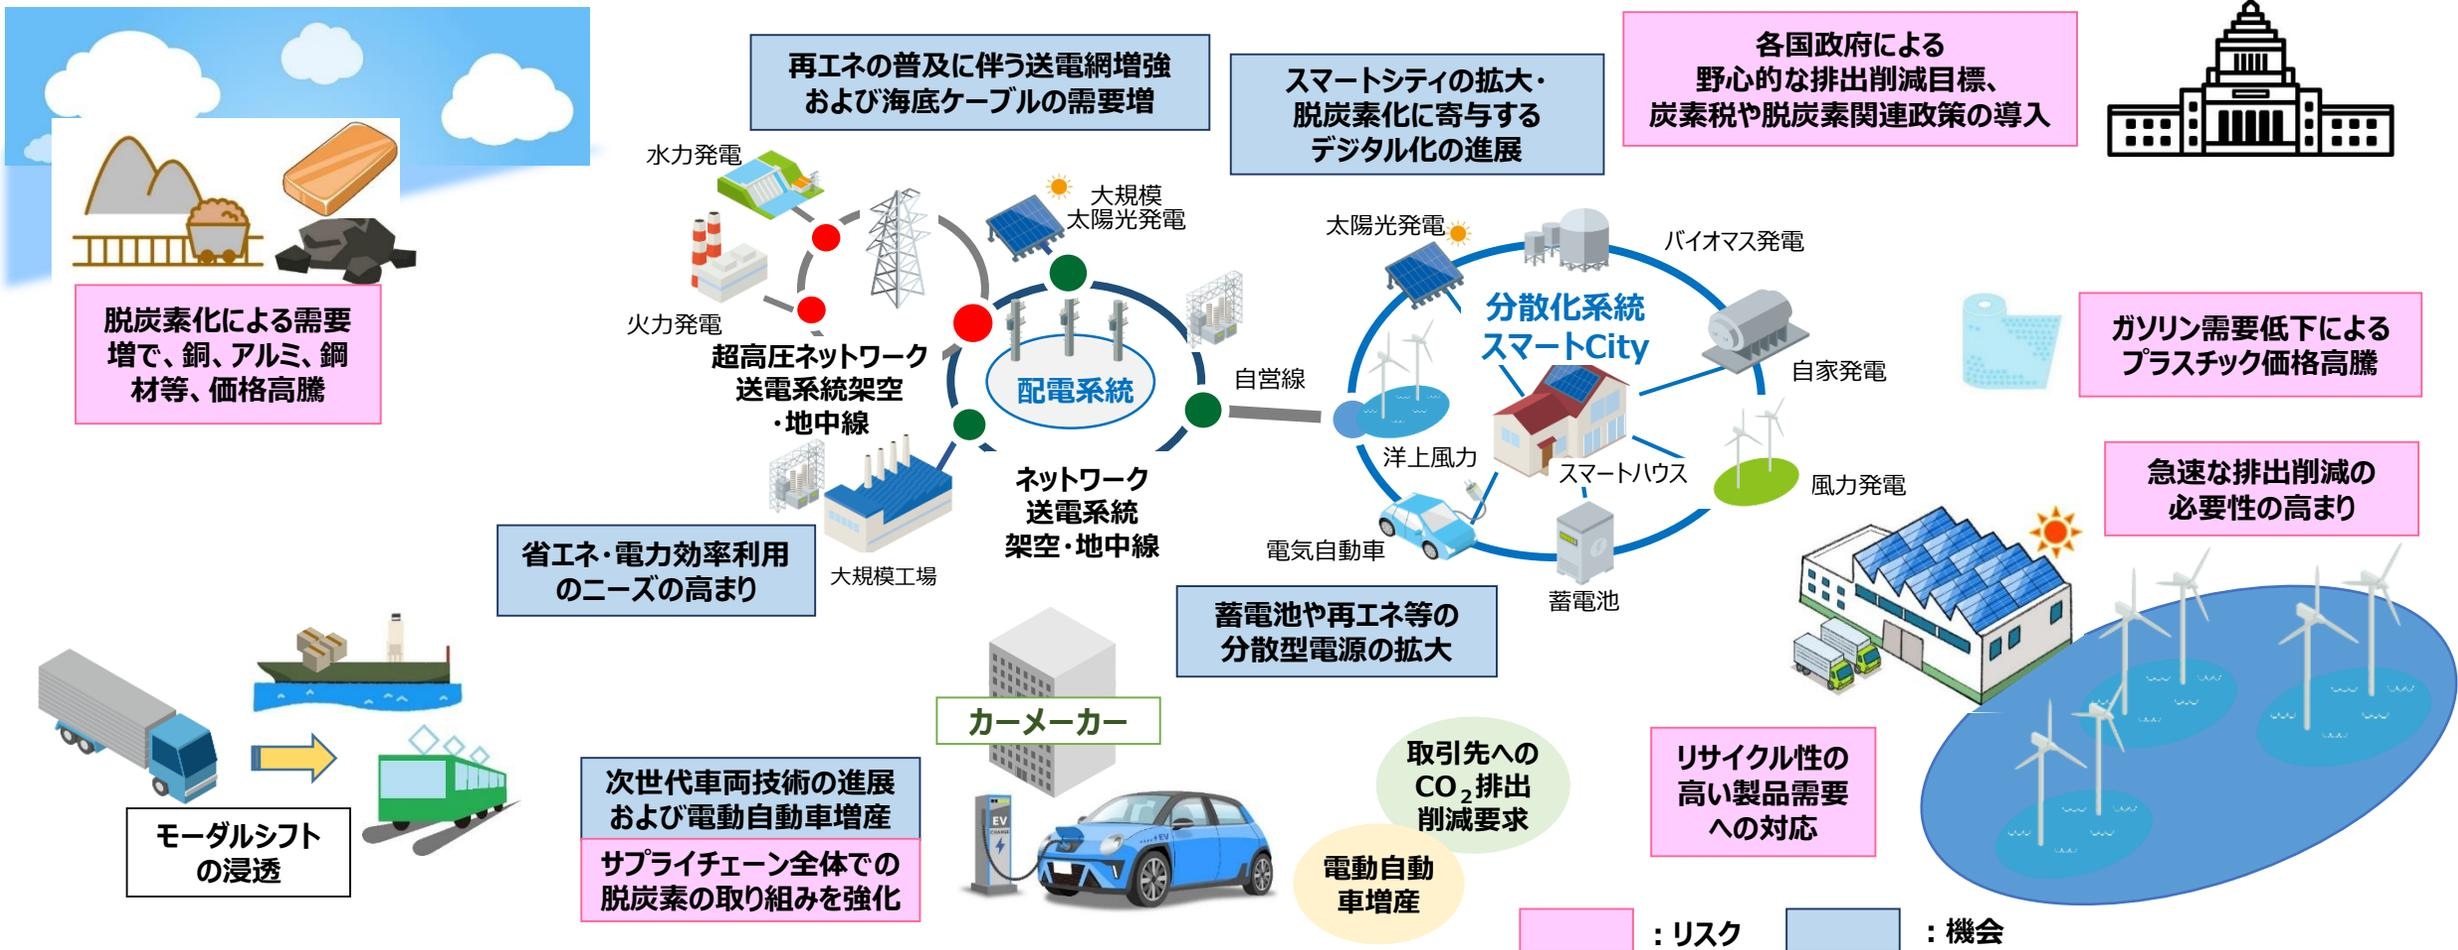 再エネの普及に伴う送電網増強
および海底ケーブルの需要増
スマートシティの拡大・
脱炭素化に寄与する
デジタル化の進展
各国政府による
野心的な排出削減目標、
炭素税や脱炭素関連政策の導入
水力発電
大規模
太陽光発電
太陽光発電
バイオマス発電
火力発電
超高圧ネットワーク
送電系統架空
・地中線
配電系統
自営線
分散化系統
スマートCity
自家発電
脱炭素化による需要
増で、銅、アルミ、鋼
材等、価格高騰
ガソリン需要低下による
プラスチック価格高騰
洋上風力
スマートハウス
風力発電
急速な排出削減の
必要性の高まり
ネットワーク
送電系統
架空・地中線
省エネ・電力効率利用
のニーズの高まり
大規模工場
電気自動車
蓄電池
蓄電池や再エネ等の
分散型電源の拡大
カーメーカー
モーダルシフト
の浸透
次世代車両技術の進展
および電動自動車増産
サプライチェーン全体での
脱炭素の取り組みを強化
EV
CHARGE
EV
取引先への
CO₂排出
削減要求
電動自動
車増産
リサイクル性の
高い製品需要
への対応
：リスク
：機会